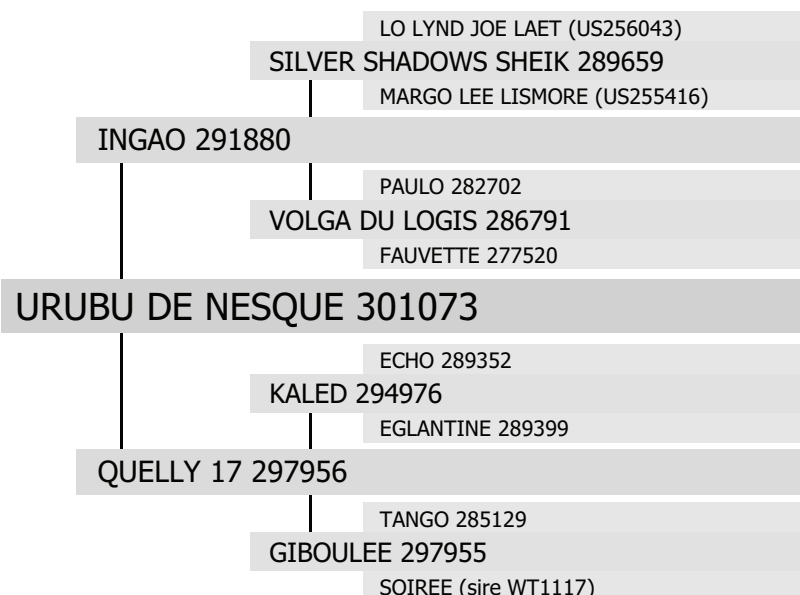 LO LYND JOE LAET (US256043)
SILVER SHADOWS SHEIK 289659
MARGO LEE LISMORE (US255416)
INGAO 291880
PAULO 282702
VOLGA DU LOGIS 286791
FAUVETTE 277520
URUBU DE NESQUE 301073
ECHO 289352
KALED 294976
EGLANTINE 289399
QUELLY 17 297956
TANGO 285129
GIBOULEE 297955
SOIREE (sire WT1117)